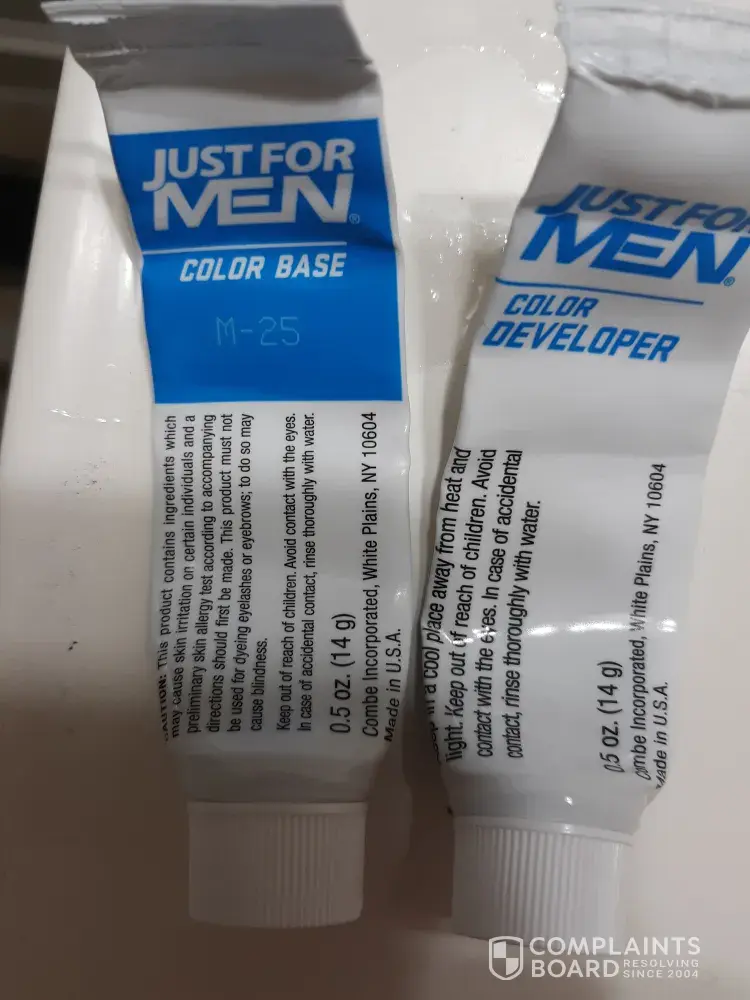 JUST FOR
MEN®
COLOR BASE
M-25
CAUTION: This product contains ingredients which
may cause skin irritation on certain individuals and a
preliminary skin allergy test according to accompanying
directions should first be made. This product must not
be used for dyeing eyelashes or eyebrows; to do so may
cause blindness.
Keep out of reach of children. Avoid contact with the eyes.
In case of accidental contact, rinse thoroughly with water.
0.5 oz. (14 g)
Combe Incorporated, White Plains, NY 10604
Made in U.S.A.
JUST FOR
MEN®
COLOR
DEVELOPER
in a cool place away from heat and
light. Keep out of reach of children. Avoid
contact with the eyes. In case of accidental
contact, rinse thoroughly with water.
0.5 oz. (14 g)
Combe Incorporated, White Plains, NY 10604
Made in U.S.A.
COMPLAINTS
BOARD RESOLVING
SINCE 2004